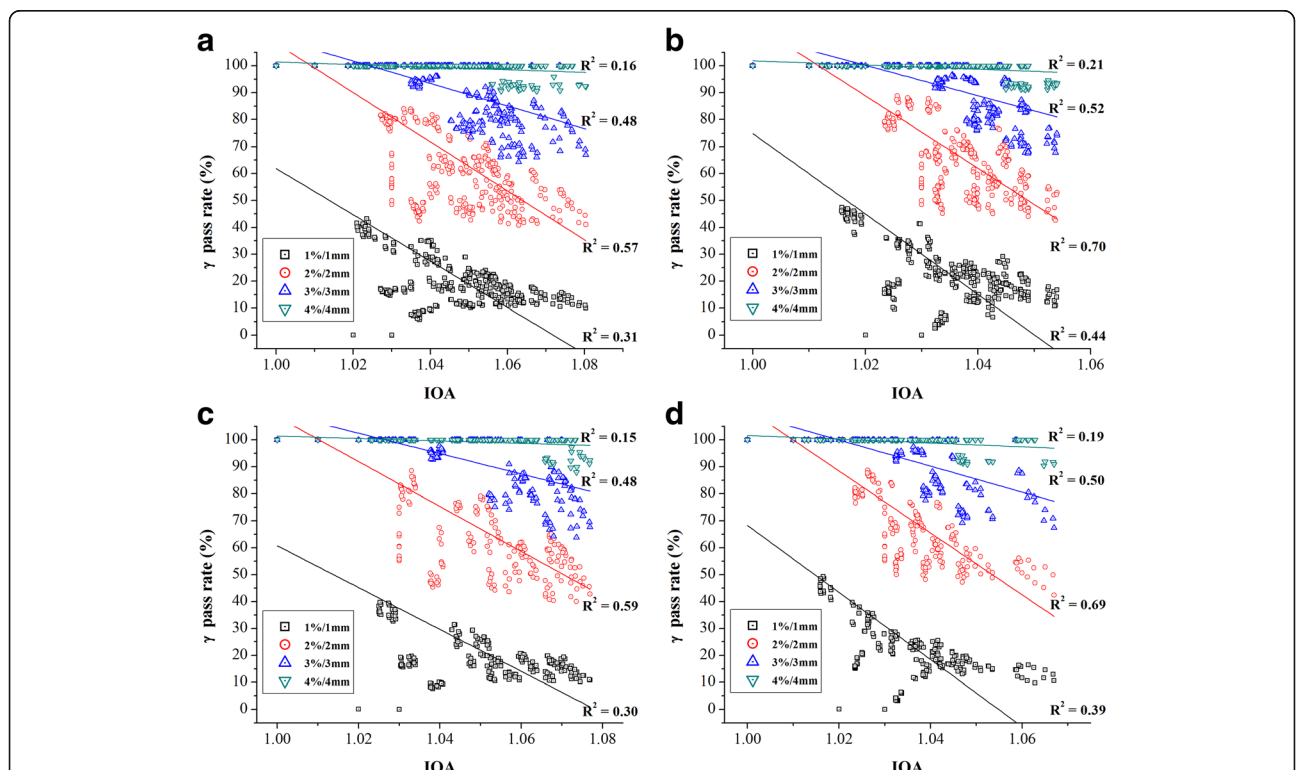 a
γ pass rate (%)
100
90
80
70
60
50
40
30
20
10
0
R² = 0.16
R² = 0.48
R² = 0.57
R² = 0.31
1%/1mm
2%/2mm
3%/3mm
4%/4mm
1.00
1.02
1.04
1.06
1.08
IOA
b
γ pass rate (%)
100
90
80
70
60
50
40
30
20
10
0
R² = 0.21
R² = 0.52
R² = 0.70
R² = 0.44
1%/1mm
2%/2mm
3%/3mm
4%/4mm
1.00
1.02
1.04
1.06
IOA
c
γ pass rate (%)
100
90
80
70
60
50
40
30
20
10
0
R² = 0.15
R² = 0.48
R² = 0.59
R² = 0.30
1%/1mm
2%/2mm
3%/3mm
4%/4mm
1.00
1.02
1.04
1.06
1.08
IOA
d
γ pass rate (%)
100
90
80
70
60
50
40
30
20
10
0
R² = 0.19
R² = 0.50
R² = 0.69
R² = 0.39
1%/1mm
2%/2mm
3%/3mm
4%/4mm
1.00
1.02
1.04
1.06
IOA